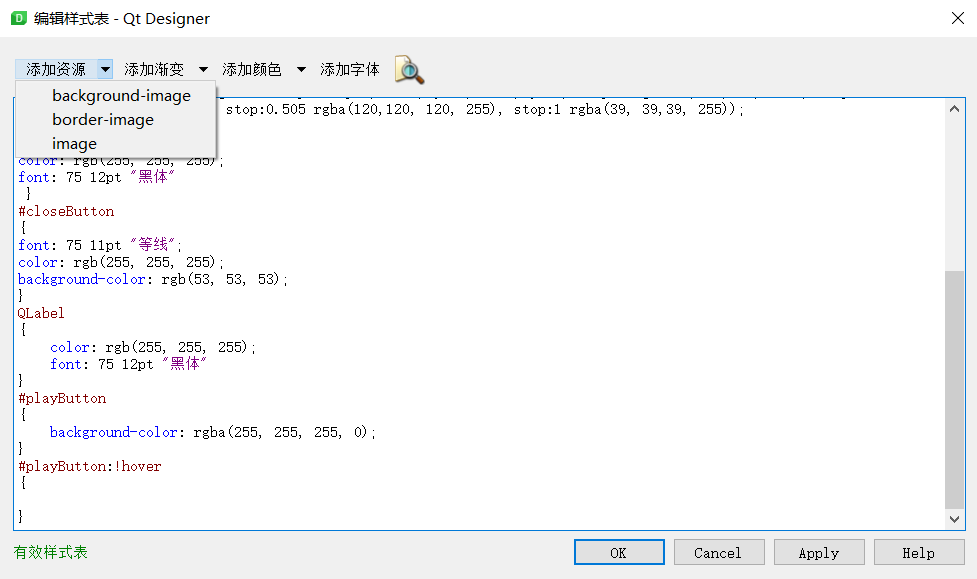 编辑样式表 - Qt Designer
添加资源 添加渐变 添加颜色 添加字体
background-image
border-image
image
stop:0.505 rgba(120,120, 120, 255), stop:1 rgba(39, 39,39, 255));
color: rgb(255, 255, 255);
font: 75 12pt "黑体"
}
#closeButton
{
font: 75 11pt "等线";
color: rgb(255, 255, 255);
background-color: rgb(53, 53, 53);
}
QLabel
{
color: rgb(255, 255, 255);
font: 75 12pt "黑体"
}
#playButton
{
background-color: rgba(255, 255, 255, 0);
}
#playButton:!hover
{
}
有效样式表
OK Cancel Apply Help